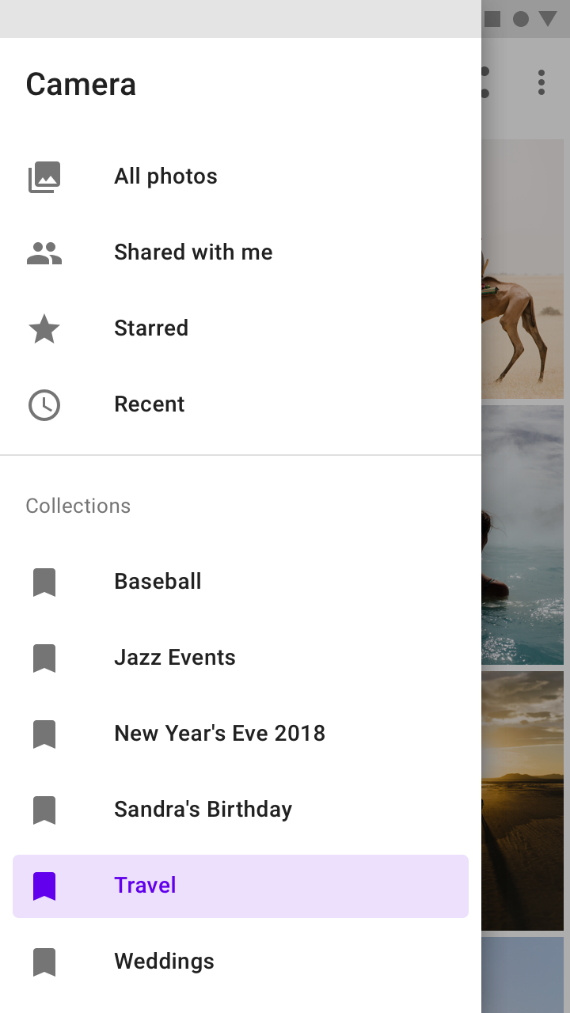 Camera
All photos
Shared with me
Starred
Recent
Collections
Baseball
Jazz Events
New Year's Eve 2018
Sandra's Birthday
Travel
Weddings